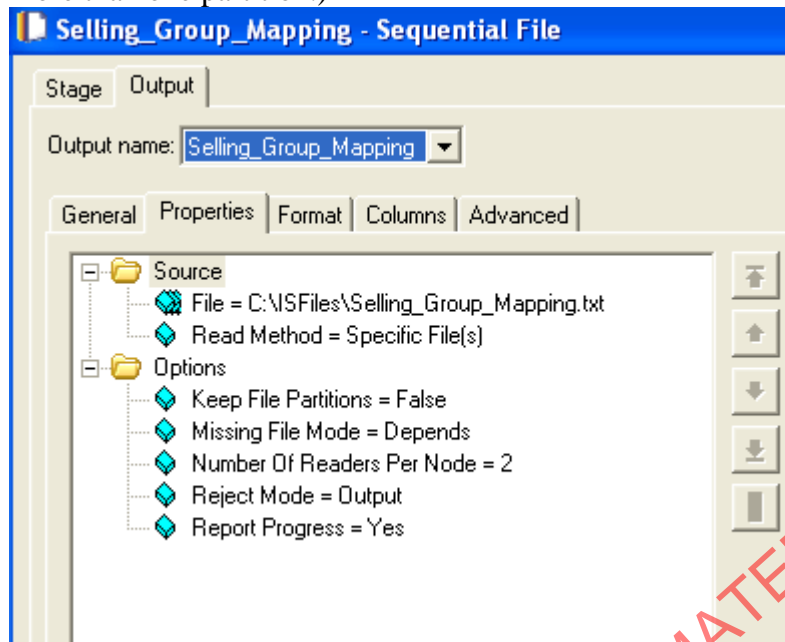 Selling_Group_Mapping - Sequential File
Stage Output
Output name: Selling_Group_Mapping
General Properties Format Columns Advanced
Source
File = C:\ISFiles\Selling_Group_Mapping.txt
Read Method = Specific File(s)
Options
Keep File Partitions = False
Missing File Mode = Depends
Number Of Readers Per Node = 2
Reject Mode = Output
Report Progress = Yes